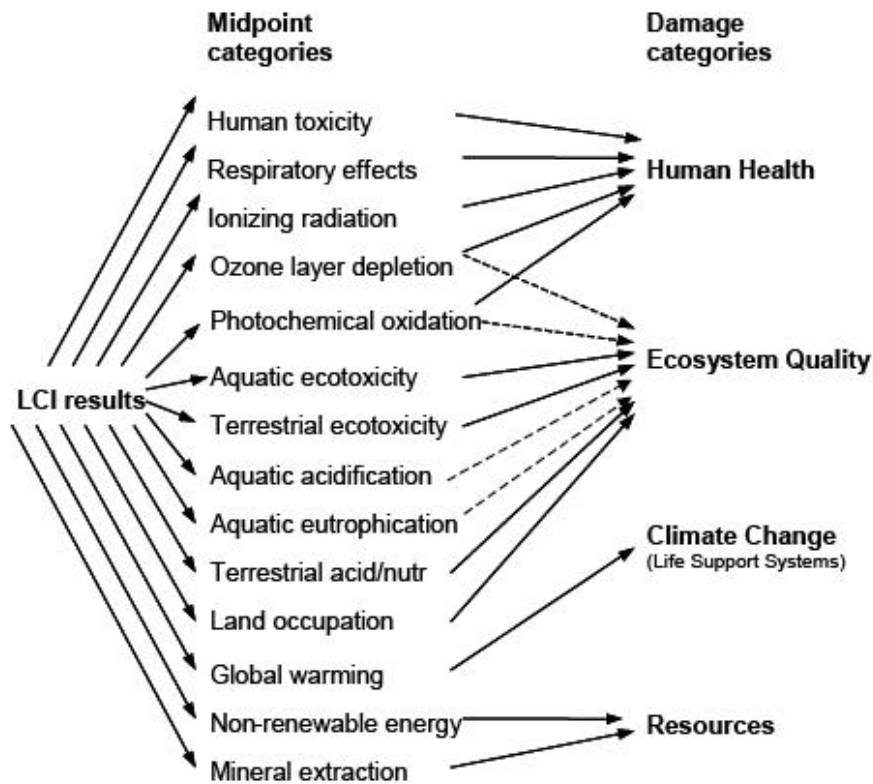 Midpoint
categories
Human toxicity
Respiratory effects
Ionizing radiation
Ozone layer depletion
Photochemical oxidation
Aquatic ecotoxicity
Terrestrial ecotoxicity
Aquatic acidification
Aquatic eutrophication
Terrestrial acid/nutr
Land occupation
Global warming
Non-renewable energy
Mineral extraction
LCI results
Damage
categories
Human Health
Ecosystem Quality
Climate Change
(Life Support Systems)
Resources